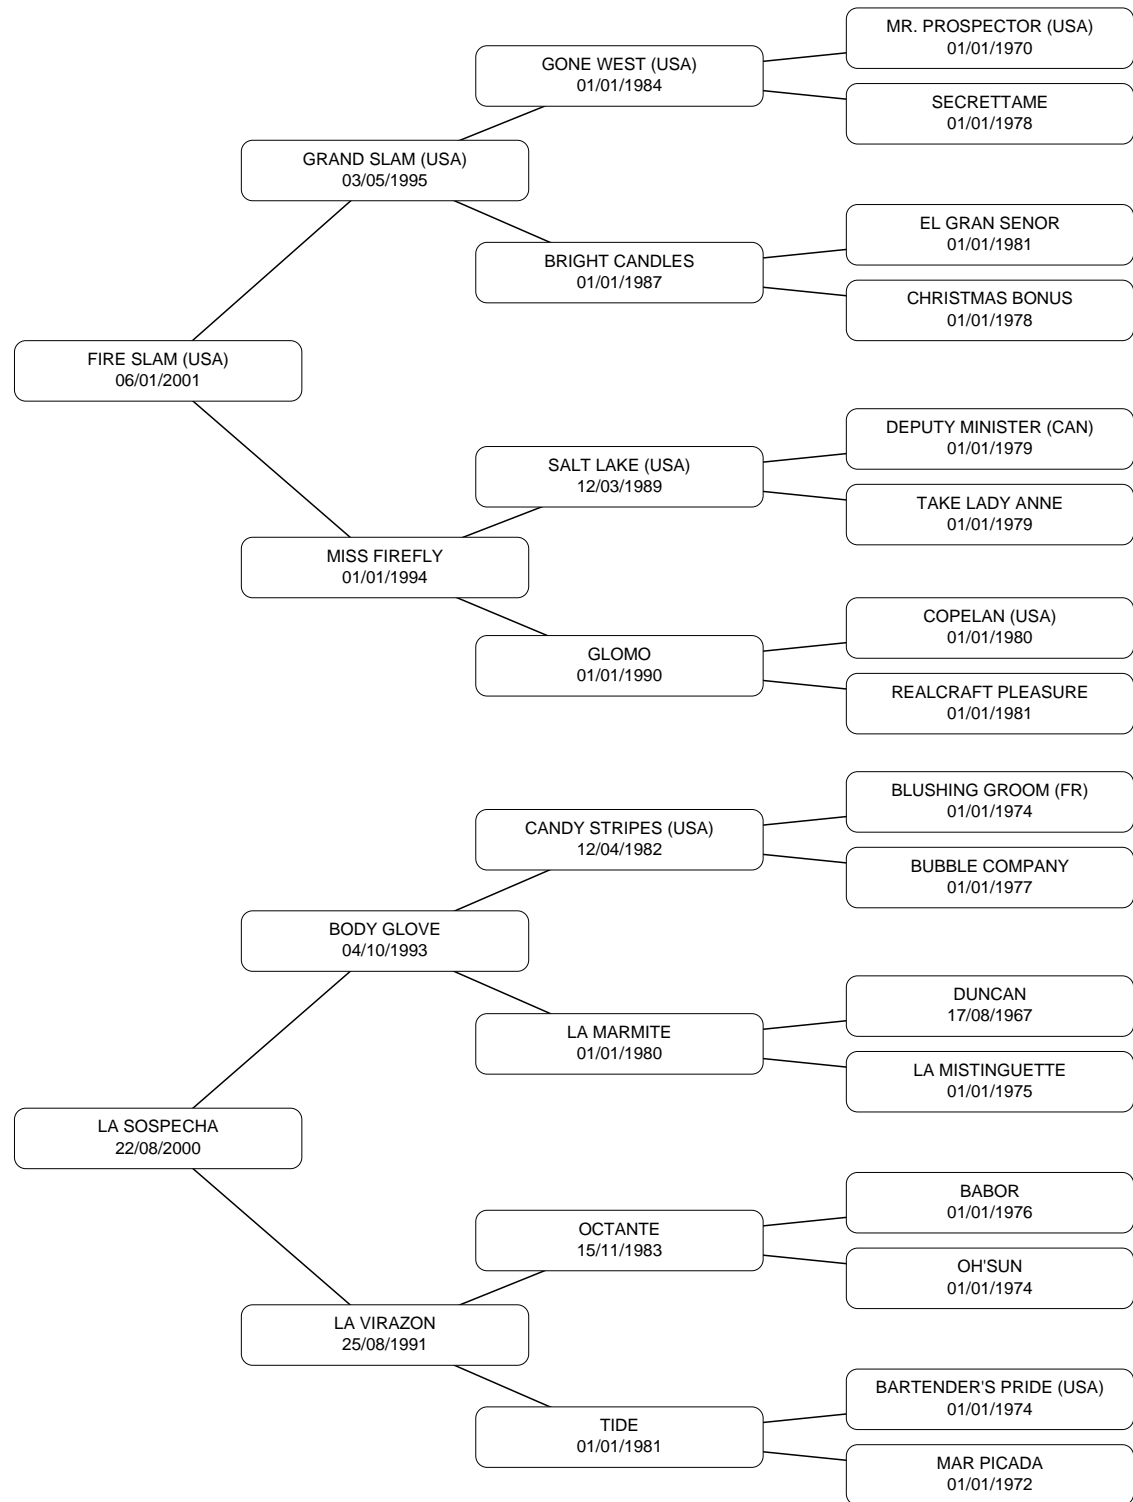 MR. PROSPECTOR (USA)
01/01/1970
GONE WEST (USA)
01/01/1984
SECRETTAME
01/01/1978
GRAND SLAM (USA)
03/05/1995
EL GRAN SENOR
01/01/1981
BRIGHT CANDLES
01/01/1987
CHRISTMAS BONUS
01/01/1978
FIRE SLAM (USA)
06/01/2001
DEPUTY MINISTER (CAN)
01/01/1979
SALT LAKE (USA)
12/03/1989
TAKE LADY ANNE
01/01/1979
MISS FIREFLY
01/01/1994
COPELAN (USA)
01/01/1980
GLOMO
01/01/1990
REALCRAFT PLEASURE
01/01/1981
BLUSHING GROOM (FR)
01/01/1974
CANDY STRIPES (USA)
12/04/1982
BUBBLE COMPANY
01/01/1977
BODY GLOVE
04/10/1993
DUNCAN
17/08/1967
LA MARMITE
01/01/1980
LA MISTINGUETTE
01/01/1975
LA SOSPECHA
22/08/2000
BABOR
01/01/1976
OCTANTE
15/11/1983
OH'SUN
01/01/1974
LA VIRAZON
25/08/1991
BARTENDER'S PRIDE (USA)
01/01/1974
TIDE
01/01/1981
MAR PICADA
01/01/1972